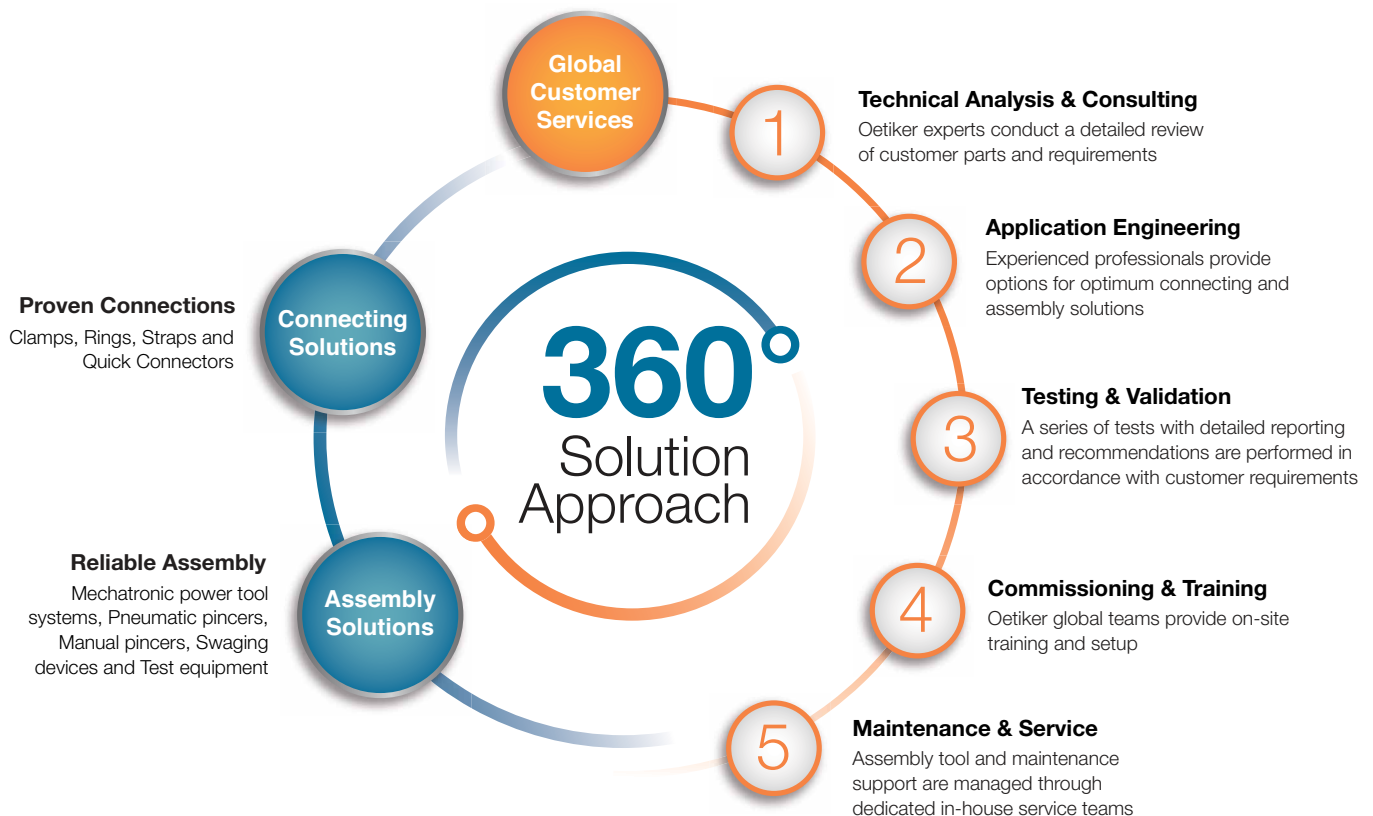 Global
Customer
Services
1
Technical Analysis & Consulting
Oetiker experts conduct a detailed review
of customer parts and requirements
2
Application Engineering
Experienced professionals provide
options for optimum connecting and
assembly solutions
3
Testing & Validation
A series of tests with detailed reporting
and recommendations are performed in
accordance with customer requirements
4
Commissioning & Training
Oetiker global teams provide on-site
training and setup
5
Maintenance & Service
Assembly tool and maintenance
support are managed through
dedicated in-house service teams
Proven Connections
Clamps, Rings, Straps and
Quick Connectors
Connecting
Solutions
Reliable Assembly
Mechatronic power tool
systems, Pneumatic pincers,
Manual pincers, Swaging
devices and Test equipment
Assembly
Solutions
360°
Solution
Approach